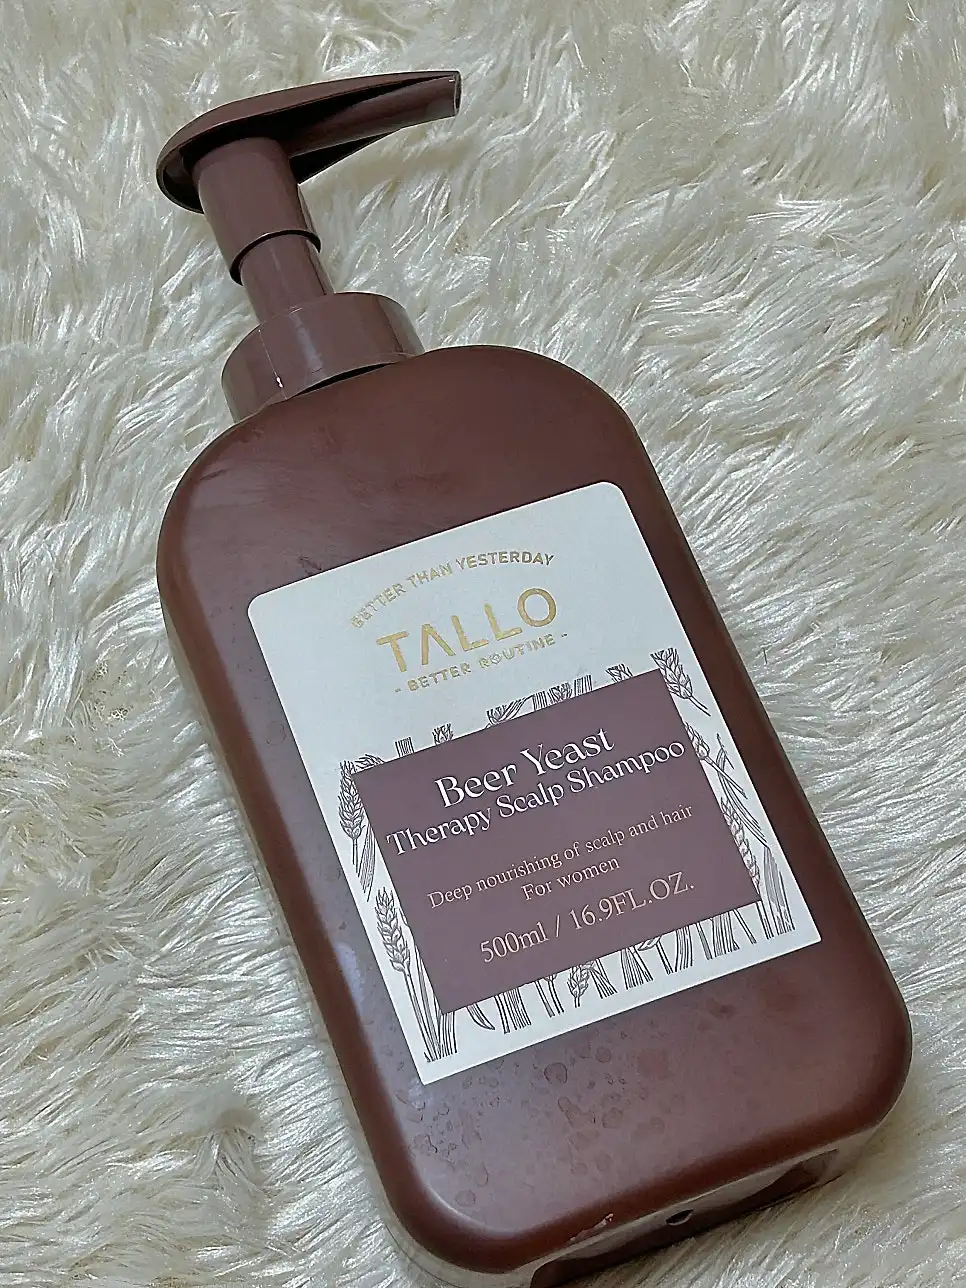 BETTER THAN YESTERDAY
TALLO
- BETTER ROUTINE -
Beer Yeast
Therapy Scalp Shampoo
Deep nourishing of scalp and hair
For women
500ml / 16.9FL.OZ.